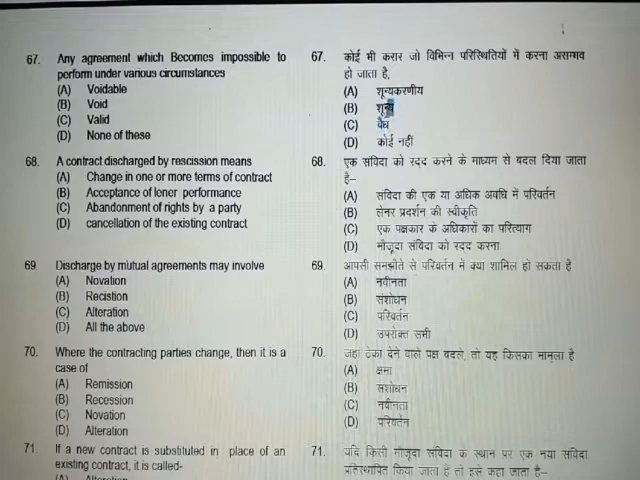 67. Any agreement which Becomes impossible to
perform under various circumstances
(A) Voidable
(B) Void
(C) Valid
(D) None of these
68. A contract discharged by rescission means
(A) Change in one or more terms of contract
(B) Acceptance of lener performance
(C) Abandonment of rights by a party
(D) cancellation of the existing contract
69. Discharge by mutual agreements may involve
(A) Novation
(B) Recistion
(C) Alteration
(D) All the above
70. Where the contracting parties change, then it is a
case of
(A) Remission
(B) Recession
(C) Novation
(D) Alteration
71. If a new contract is substituted in place of an
existing contract, it is called-
(A) Alteration
67. कोई भी करार जो विभिन्न परिस्थितियों में करना असम्भव
हो जाता है,
(A) शून्यकरणीय
(B) शून्य
(C) वैध
(D) कोई नहीं
68. एक संविदा को रदद करने के माध्यम से बदल दिया जाता
है–
(A) संविदा की एक या अधिक अवधि में परिवर्तन
(B) लेनर प्रदर्शन की स्वीकृति
(C) एक पक्षकार के अधिकारों का परित्याग
(D) मौजूदा संविदा को रदद करना
69. आपसी समझौते से परिवर्तन में क्या शामिल हो सकता है
(A) नवीनता
(B) संशोधन
(C) परिवर्तन
(D) उपरोक्त सभी
70. जहां ठेका देने वाले पक्ष बदले, तो यह किसका मामला है
(A) क्षमा
(B) संशोधन
(C) नवीनता
(D) परिवर्तन
71. यदि किसी मौजूदा संविदा के स्थान पर एक नया संविदा
प्रतिस्थापित किया जाता है तो इसे कहा जाता है–